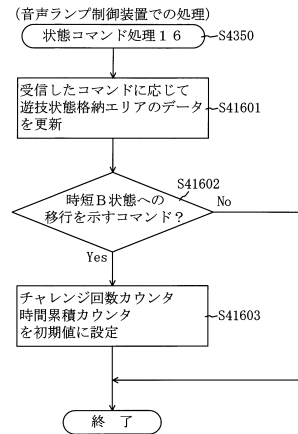 （音声ランプ制御装置での処理）
状態コマンド処理１６
S4350
受信したコマンドに応じて
遊技状態格納エリアのデータ
を更新
S41601
時短Ｂ状態への
移行を示すコマンド？
S41602
No
Yes
チャレンジ回数カウンタ
時間累積カウンタ
を初期値に設定
S41603
終　了